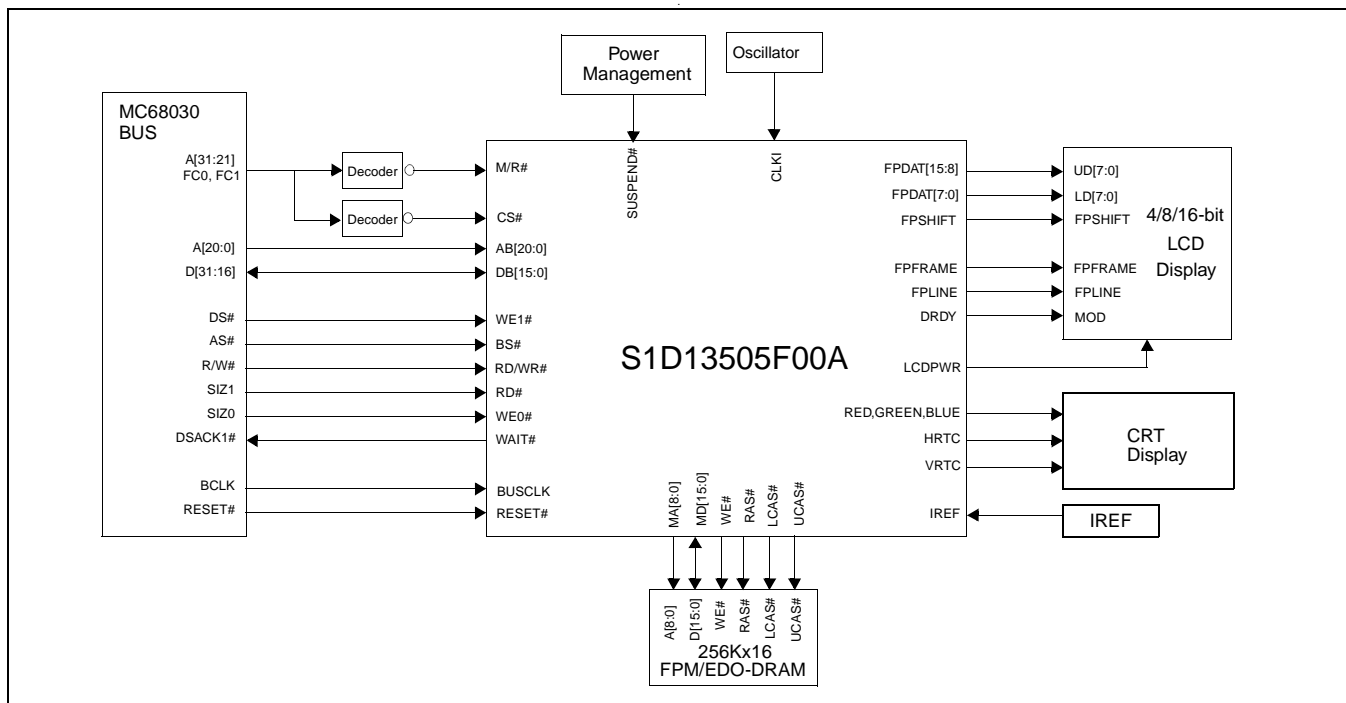 Power
Management
Oscillator
MC68030
BUS
A[31:21]
FC0, FC1
Decoder
M/R#
Decoder
CS#
A[20:0]
AB[20:0]
D[31:16]
DB[15:0]
DS#
WE1#
AS#
BS#
R/W#
RD/WR#
SIZ1
RD#
SIZ0
WE0#
DSACK1#
WAIT#
BCLK
BUSCLK
RESET#
RESET#
SUSPEND#
CLKI
S1D13505F00A
FPDAT[15:8]
UD[7:0]
FPDAT[7:0]
LD[7:0]
FPSHIFT
FPSHIFT
4/8/16-bit
LCD
Display
FPFRAME
FPFRAME
FPLINE
FPLINE
DRDY
MOD
LCDPWR
RED,GREEN,BLUE
HRTC
VRTC
CRT
Display
IREF
IREF
MA[8:0]
MD[15:0]
WE#
RAS#
LCAS#
UCAS#
A[8:0]
D[15:0]
WE#
RAS#
LCAS#
UCAS#
256Kx16
FPM/EDO-DRAM